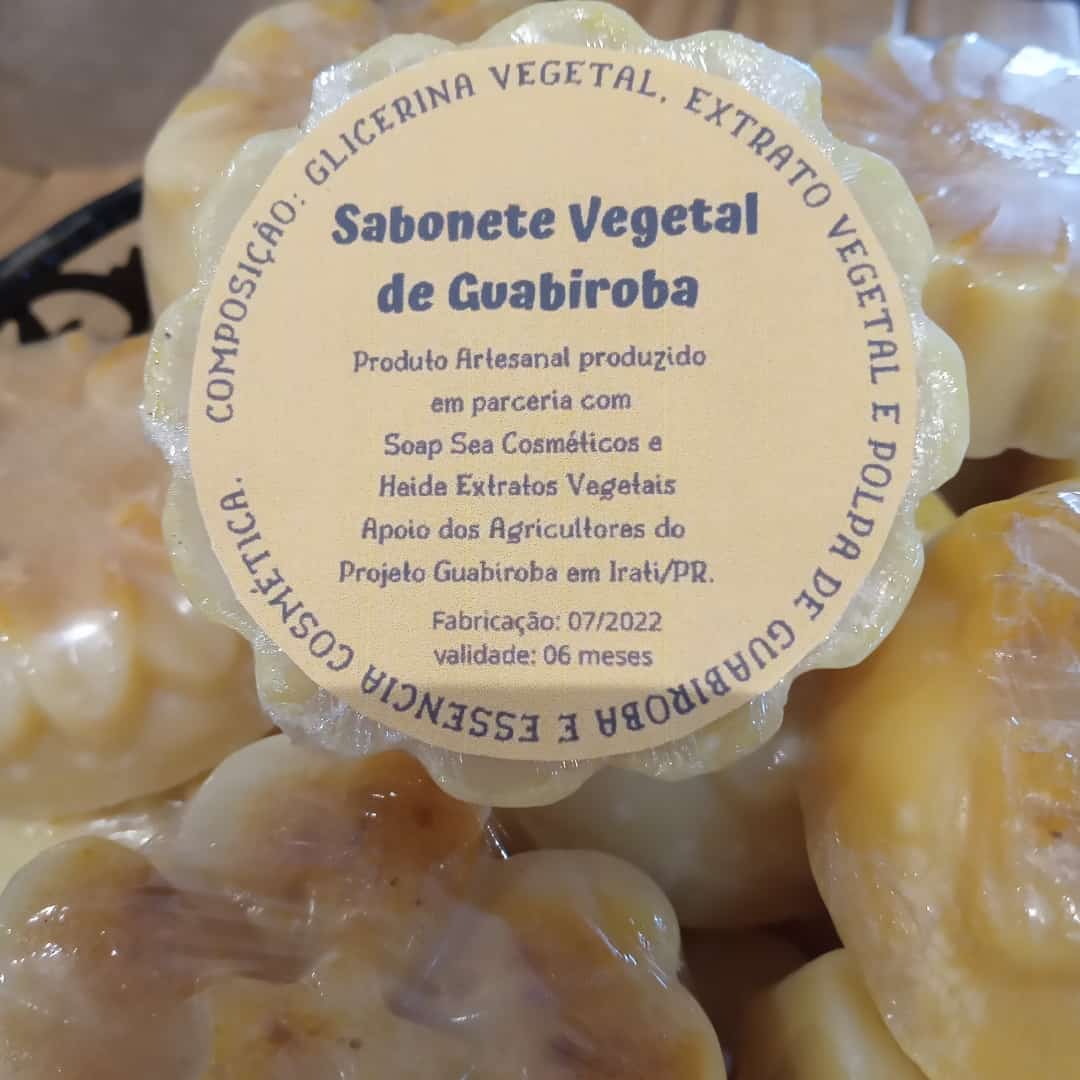 COMPOSIÇÃO: GLICERINA VEGETAL, EXTRATO VEGETAL E POLPA DE GUABIROBA E ESSENCIA COSMÉTICA.
Sabonete Vegetal
de Guabiroba
Produto Artesanal produzido
em parceria com
Soap Sea Cosméticos e
Heide Extratos Vegetais
Apoio dos Agricultores do
Projeto Guabiroba em Irati/PR.
Fabricação: 07/2022
validade: 06 meses